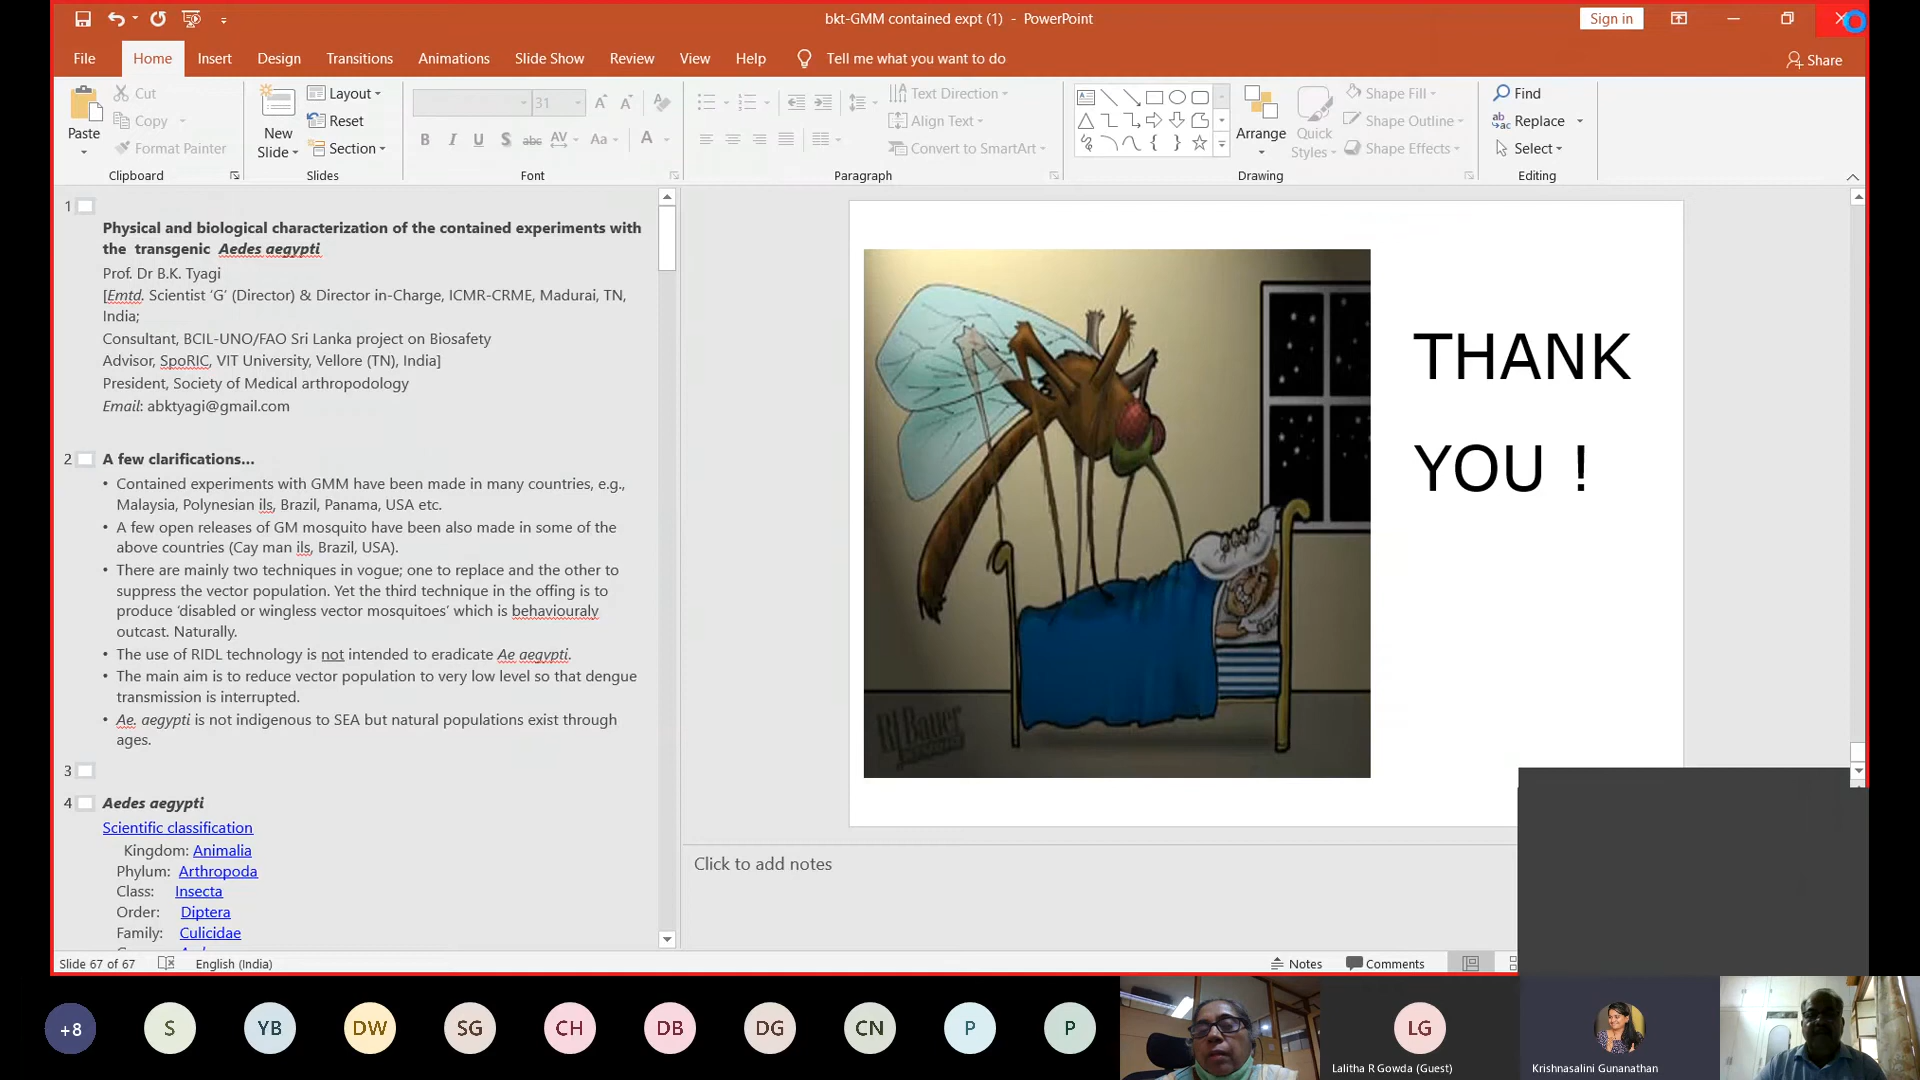 bkt-GMM contained expt (1) - PowerPoint
Sign in
File Home Insert Design Transitions Animations Slide Show Review View Help Tell me what you want to do
Share
Paste
Cut
Copy
Format Painter
Clipboard
New
Slide
Layout
Reset
Section
Slides
31
B I U S abc AV Aa A
Font
Text Direction
Align Text
Convert to SmartArt
Paragraph
Arrange
Quick
Styles
Shape Fill
Shape Outline
Shape Effects
Drawing
Find
Replace
Select
Editing
1
Physical and biological characterization of the contained experiments with
the transgenic Aedes aegypti
Prof. Dr B.K. Tyagi
[Emtd. Scientist ‘G’ (Director) & Director in-Charge, ICMR-CRME, Madurai, TN,
India;
Consultant, BCIL-UNO/FAO Sri Lanka project on Biosafety
Advisor, SpoRIC, VIT University, Vellore (TN), India]
President, Society of Medical arthropodology
Email: abktyagi@gmail.com
2 A few clarifications...
• Contained experiments with GMM have been made in many countries, e.g.,
Malaysia, Polynesian ils, Brazil, Panama, USA etc.
• A few open releases of GM mosquito have been also made in some of the
above countries (Cay man ils, Brazil, USA).
• There are mainly two techniques in vogue; one to replace and the other to
suppress the vector population. Yet the third technique in the offing is to
produce ‘disabled or wingless vector mosquitoes’ which is behaviouraly
outcast. Naturally.
• The use of RIDL technology is not intended to eradicate Ae aegypti.
• The main aim is to reduce vector population to very low level so that dengue
transmission is interrupted.
• Ae. aegypti is not indigenous to SEA but natural populations exist through
ages.
3
4 Aedes aegypti
Scientific classification
Kingdom: Animalia
Phylum: Arthropoda
Class: Insecta
Order: Diptera
Family: Culicidae
THANK
YOU !
Click to add notes
Slide 67 of 67 English (India)
Notes Comments
+8 S YB DW SG CH DB DG CN P P LG
Lalitha R Gowda (Guest)
Krishnasalini Gunanathan